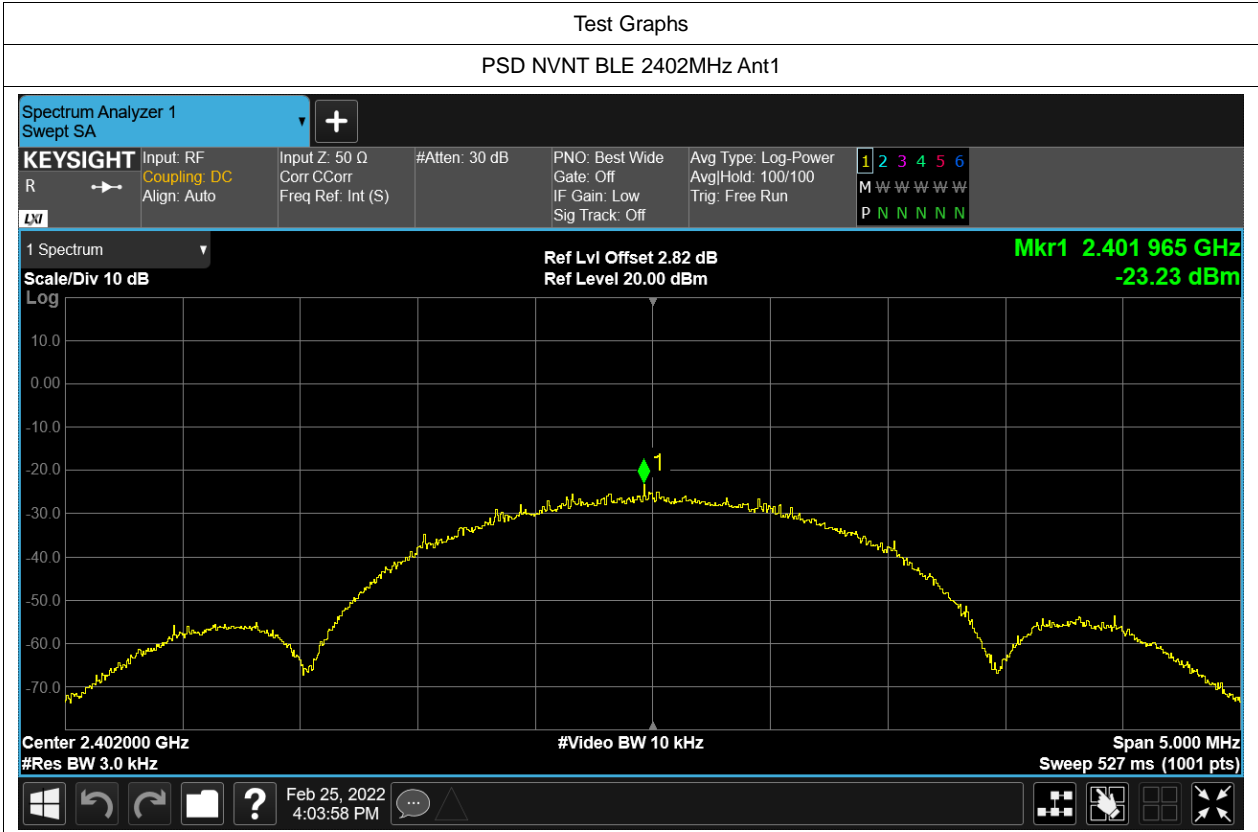 Test Graphs
PSD NVNT BLE 2402MHz Ant1
Spectrum Analyzer 1
Swept SA
+
KEYSIGHT
R
LXI
Input: RF
Coupling: DC
Align: Auto
Input Z: 50 Ω
Corr CCorr
Freq Ref: Int (S)
#Atten: 30 dB
PNO: Best Wide
Gate: Off
IF Gain: Low
Sig Track: Off
Avg Type: Log-Power
Avg|Hold: 100/100
Trig: Free Run
1 2 3 4 5 6
M W W W W W
P N N N N N
1 Spectrum
Scale/Div 10 dB
Log
Ref Lvl Offset 2.82 dB
Ref Level 20.00 dBm
Mkr1 2.401 965 GHz
-23.23 dBm
10.0
0.00
-10.0
-20.0
-30.0
-40.0
-50.0
-60.0
-70.0
1
Center 2.402000 GHz
#Res BW 3.0 kHz
#Video BW 10 kHz
Span 5.000 MHz
Sweep 527 ms (1001 pts)
?
Feb 25, 2022
4:03:58 PM